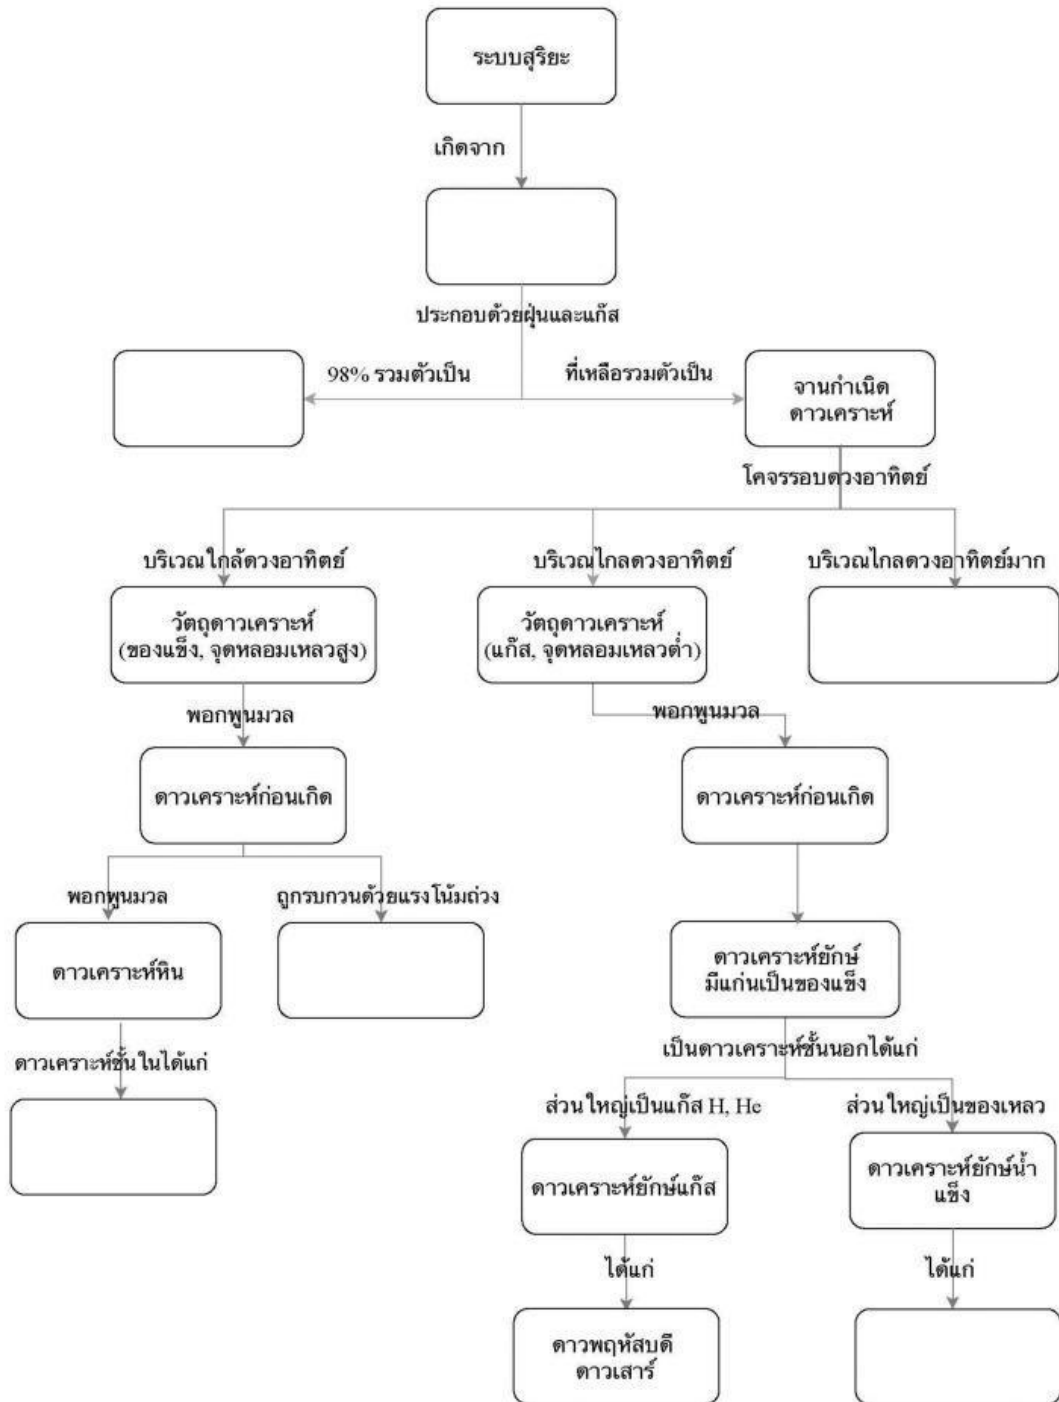 ระบบสุริยะ
เกิดจาก
ประกอบด้วยฝุ่นและแก๊ส
98% รวมตัวเป็น
ที่เหลือรวมตัวเป็น
จานกำเนิด
ดาวเคราะห์
โคจรรอบดวงอาทิตย์
บริเวณใกล้ดวงอาทิตย์
บริเวณไกลดวงอาทิตย์
บริเวณไกลดวงอาทิตย์มาก
วัตถุดาวเคราะห์
(ของแข็ง, จุดหลอมเหลวสูง)
วัตถุดาวเคราะห์
(แก๊ส, จุดหลอมเหลวต่ำ)
พอกพูนมวล
พอกพูนมวล
ดาวเคราะห์ก่อนเกิด
ดาวเคราะห์ก่อนเกิด
พอกพูนมวล
ถูกรบกวนด้วยแรงโน้มถ่วง
ดาวเคราะห์หิน
ดาวเคราะห์ยักษ์
มีแก่นเป็นของแข็ง
ดาวเคราะห์ชั้นในได้แก่
เป็นดาวเคราะห์ชั้นนอกได้แก่
ส่วนใหญ่เป็นแก๊ส H, He
ส่วนใหญ่เป็นของเหลว
ดาวเคราะห์ยักษ์แก๊ส
ดาวเคราะห์ยักษ์น้ำ
แข็ง
ได้แก่
ได้แก่
ดาวพฤหัสบดี
ดาวเสาร์